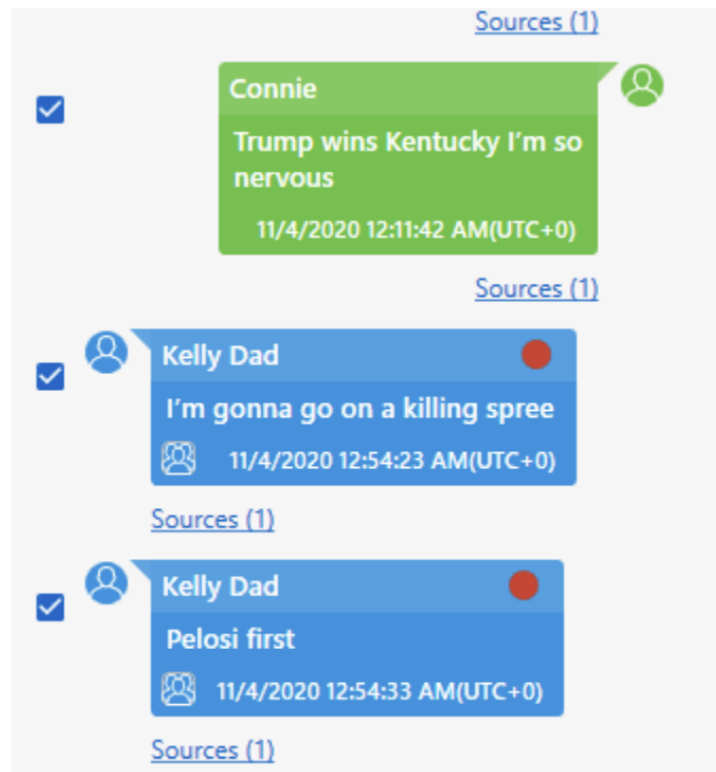 Sources (1)
Connie
Trump wins Kentucky I’m so
nervous
11/4/2020 12:11:42 AM(UTC+0)
Sources (1)
Kelly Dad
I’m gonna go on a killing spree
11/4/2020 12:54:23 AM(UTC+0)
Sources (1)
Kelly Dad
Pelosi first
11/4/2020 12:54:33 AM(UTC+0)
Sources (1)